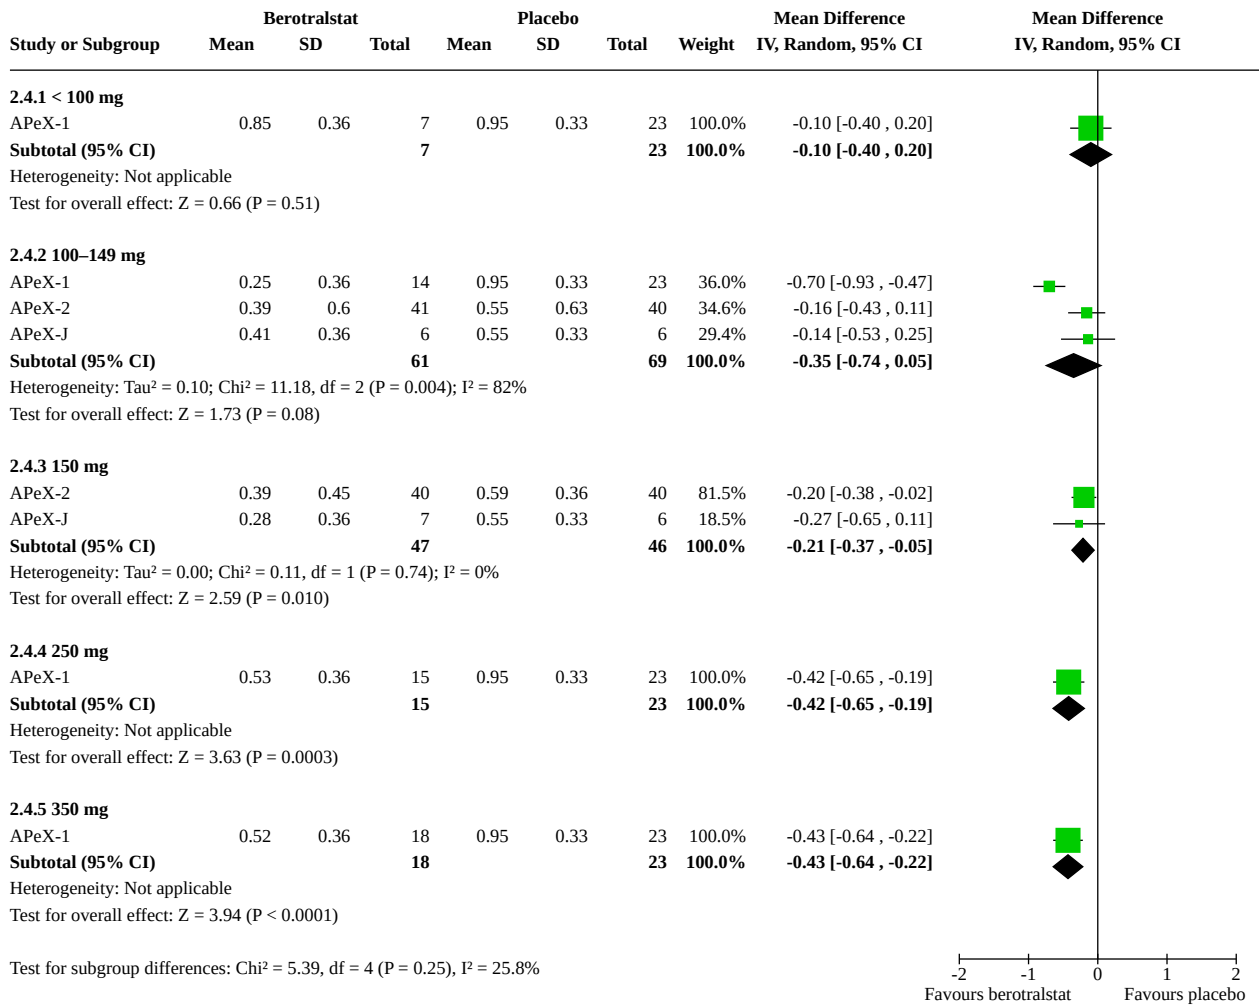 Berotralstat Placebo Mean Difference Mean Difference
Study or Subgroup Mean SD Total Mean SD Total Weight IV, Random, 95% CI IV, Random, 95% CI
2.4.1 < 100 mg
APeX-1 0.85 0.36 7 0.95 0.33 23 100.0% -0.10 [-0.40 , 0.20]
Subtotal (95% CI) 7 23 100.0% -0.10 [-0.40 , 0.20]
Heterogeneity: Not applicable
Test for overall effect: Z = 0.66 (P = 0.51)
2.4.2 100–149 mg
APeX-1 0.25 0.36 14 0.95 0.33 23 36.0% -0.70 [-0.93 , -0.47]
APeX-2 0.39 0.6 41 0.55 0.63 40 34.6% -0.16 [-0.43 , 0.11]
APeX-J 0.41 0.36 6 0.55 0.33 6 29.4% -0.14 [-0.53 , 0.25]
Subtotal (95% CI) 61 69 100.0% -0.35 [-0.74 , 0.05]
Heterogeneity: Tau² = 0.10; Chi² = 11.18, df = 2 (P = 0.004); I² = 82%
Test for overall effect: Z = 1.73 (P = 0.08)
2.4.3 150 mg
APeX-2 0.39 0.45 40 0.59 0.36 40 81.5% -0.20 [-0.38 , -0.02]
APeX-J 0.28 0.36 7 0.55 0.33 6 18.5% -0.27 [-0.65 , 0.11]
Subtotal (95% CI) 47 46 100.0% -0.21 [-0.37 , -0.05]
Heterogeneity: Tau² = 0.00; Chi² = 0.11, df = 1 (P = 0.74); I² = 0%
Test for overall effect: Z = 2.59 (P = 0.010)
2.4.4 250 mg
APeX-1 0.53 0.36 15 0.95 0.33 23 100.0% -0.42 [-0.65 , -0.19]
Subtotal (95% CI) 15 23 100.0% -0.42 [-0.65 , -0.19]
Heterogeneity: Not applicable
Test for overall effect: Z = 3.63 (P = 0.0003)
2.4.5 350 mg
APeX-1 0.52 0.36 18 0.95 0.33 23 100.0% -0.43 [-0.64 , -0.22]
Subtotal (95% CI) 18 23 100.0% -0.43 [-0.64 , -0.22]
Heterogeneity: Not applicable
Test for overall effect: Z = 3.94 (P < 0.0001)
Test for subgroup differences: Chi² = 5.39, df = 4 (P = 0.25), I² = 25.8%
-2 -1 0 1 2
Favours berotralstat Favours placebo